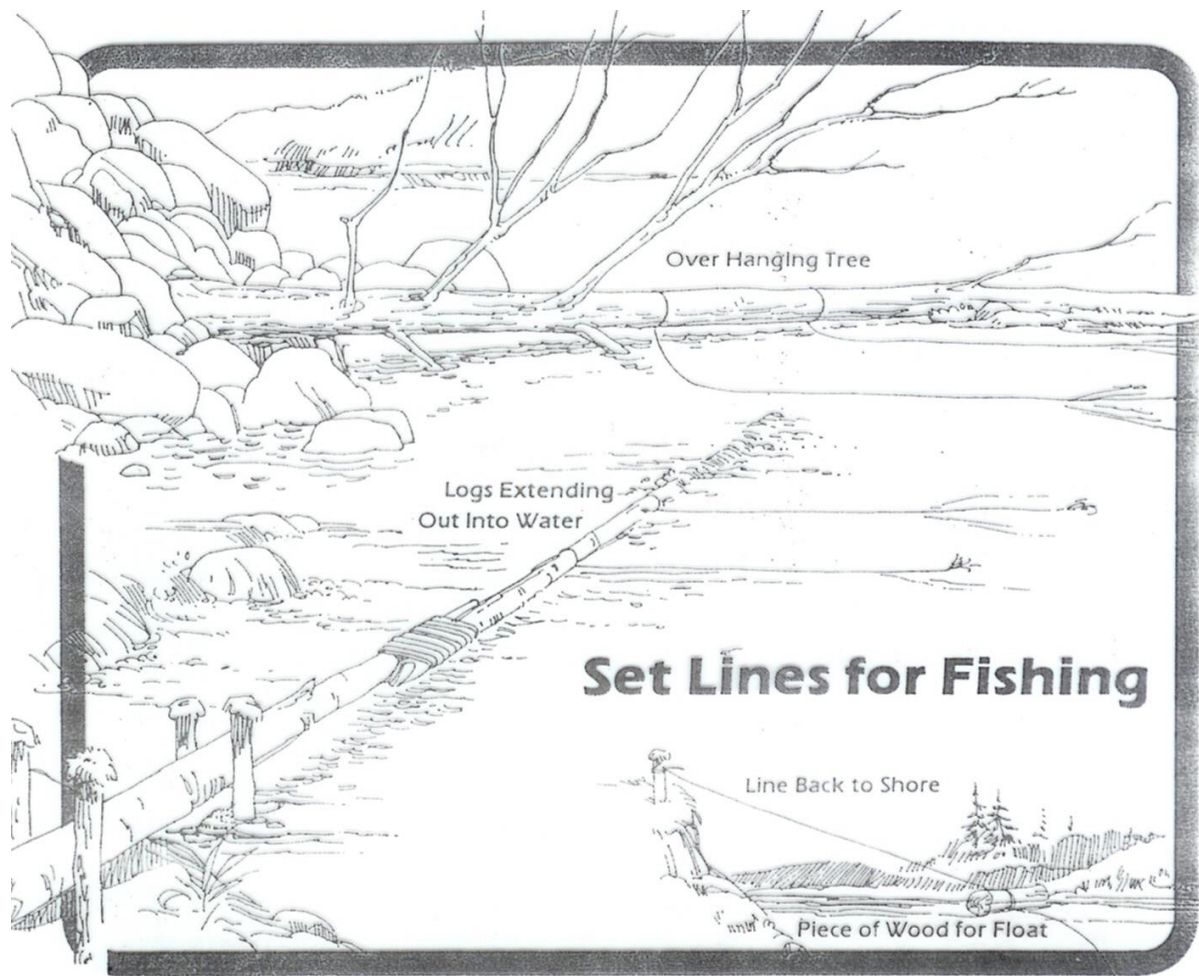 Over Hanging Tree
Logs Extending
Out Into Water
Set Lines for Fishing
Line Back to Shore
Piece of Wood for Float